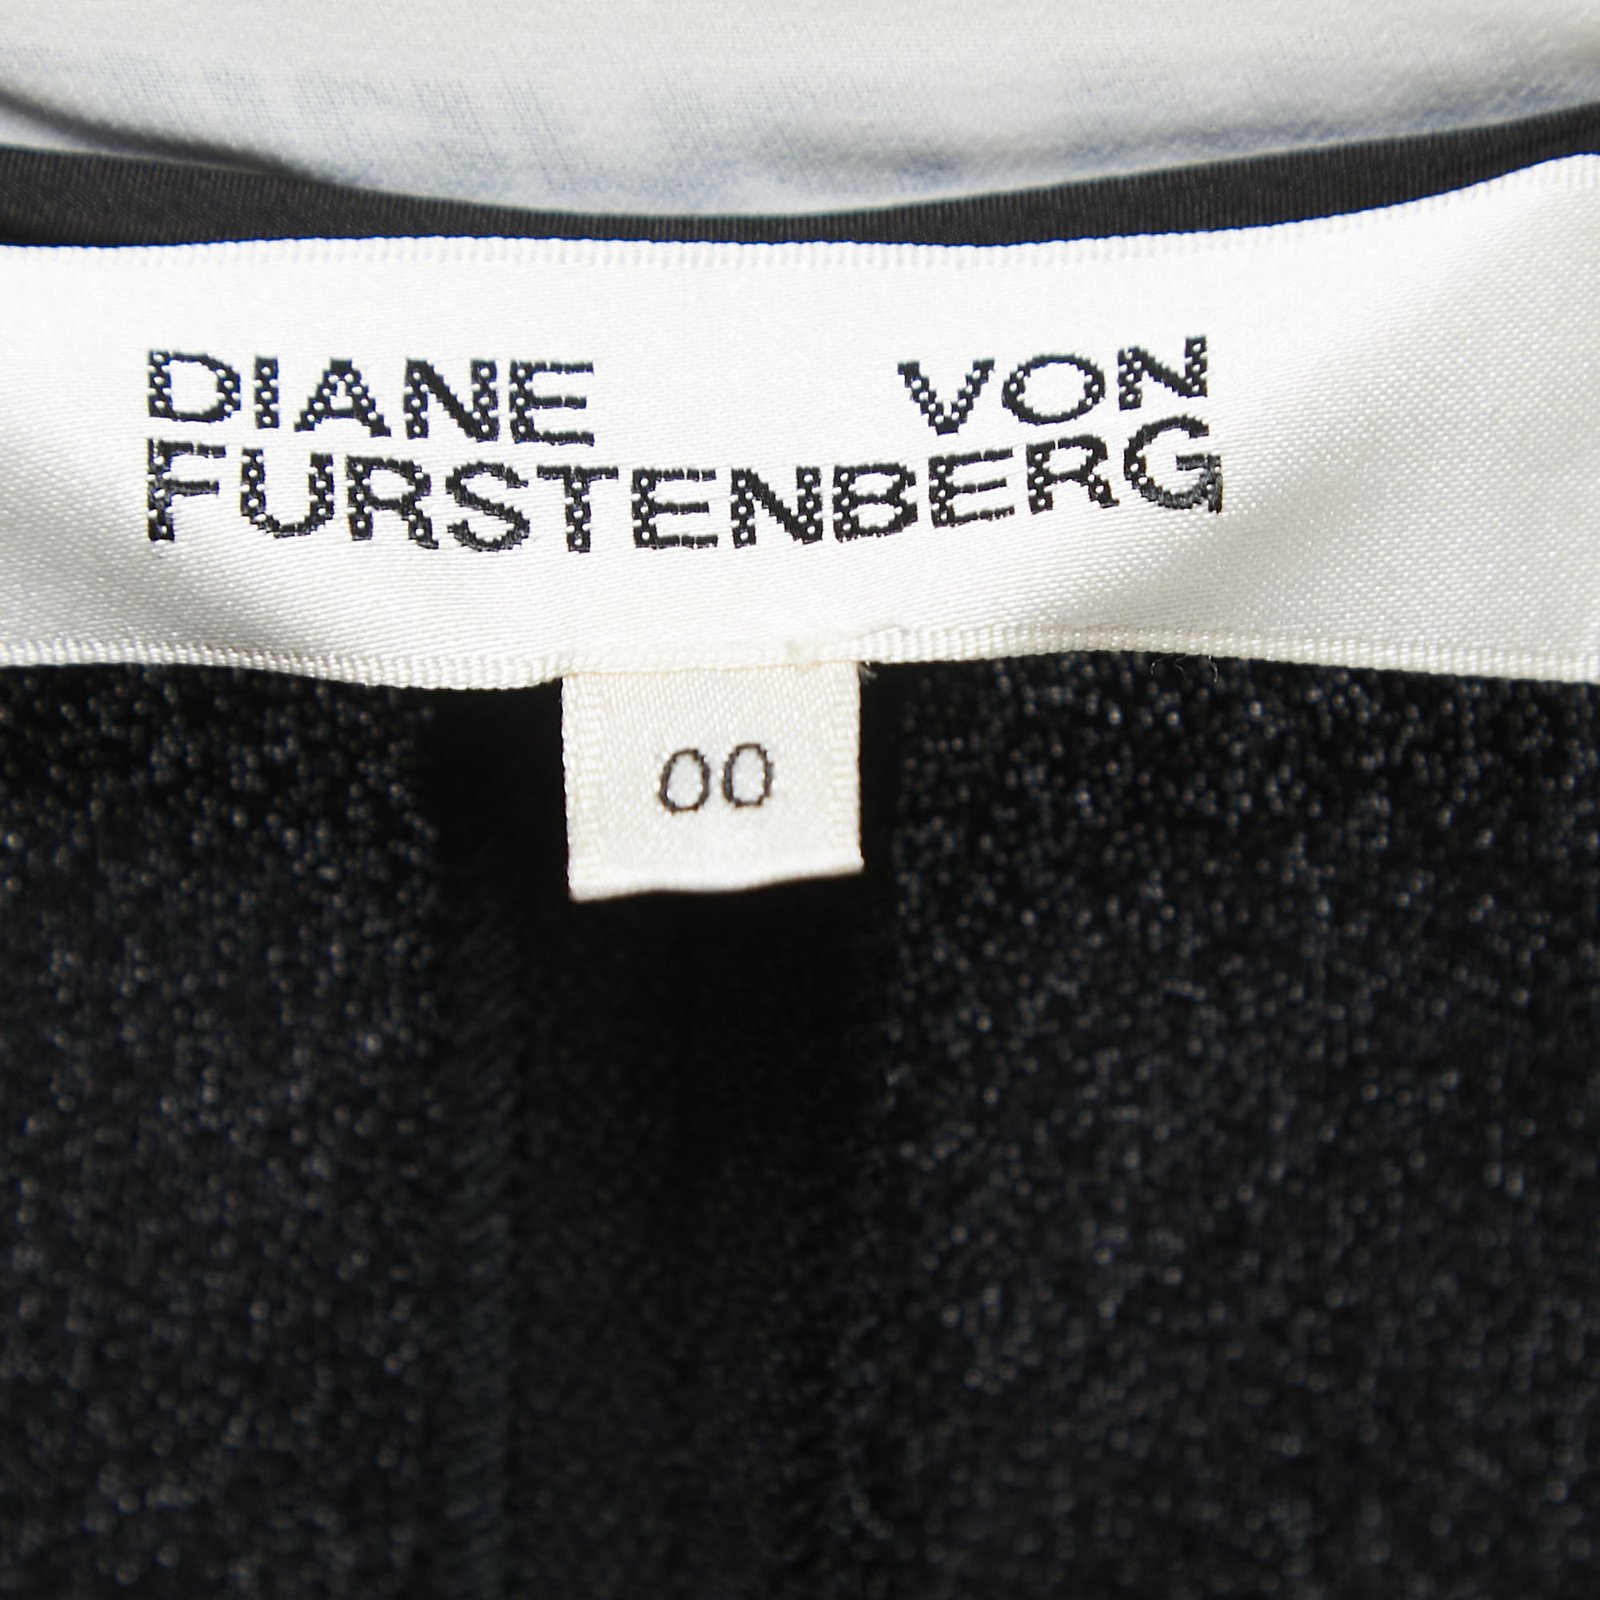 DIANE VON
FURSTENBERG
00